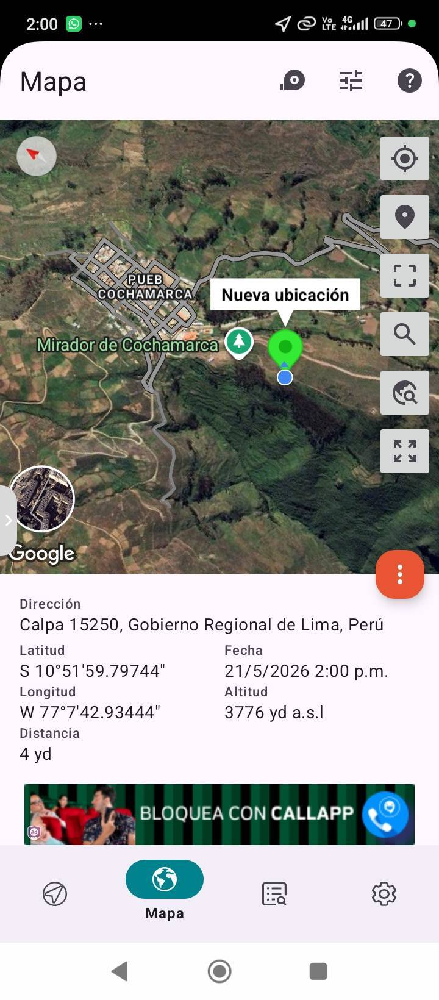 2:00
Vo
LTE
4G
47
Mapa
PUEB
COCHAMARCA
Nueva ubicación
Mirador de Cochamarca
Google
Dirección
Calpa 15250, Gobierno Regional de Lima, Perú
Latitud
S 10°51'59.79744"
Fecha
21/5/2026 2:00 p.m.
Longitud
W 77°7'42.93444"
Altitud
3776 yd a.s.l
Distancia
4 yd
BLOQUEA CON CALLAPP
Ad
Mapa